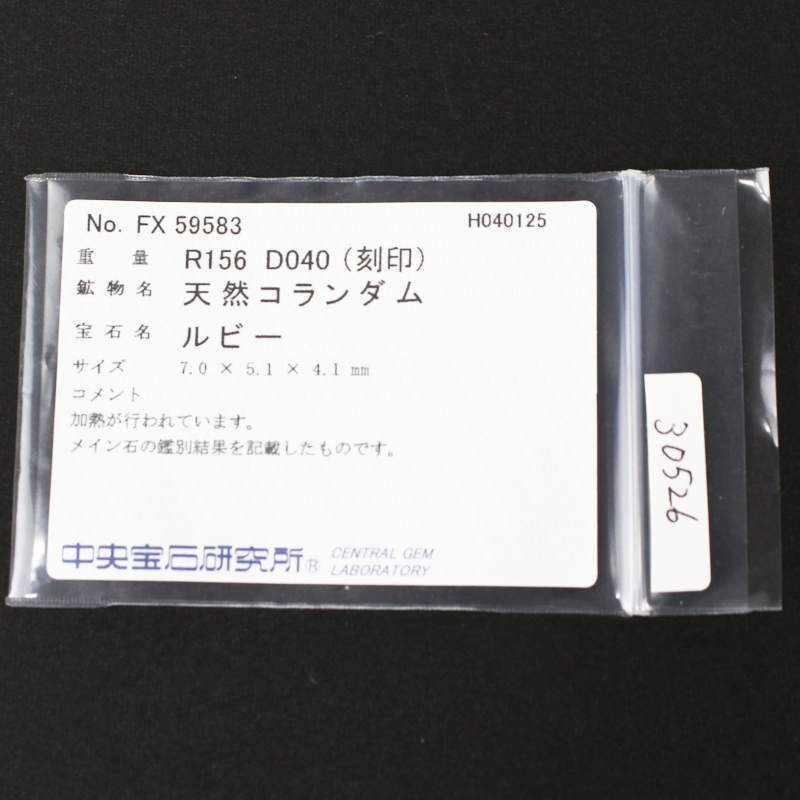 No. FX 59583
H040125
重量 R156 D040（刻印）
鉱物名 天然コランダム
宝石名 ルビー
サイズ 7.0 × 5.1 × 4.1 mm
コメント
加熱が行われています。
メイン石の鑑別結果を記載したものです。
中央宝石研究所® CENTRAL GEM
LABORATORY
30526